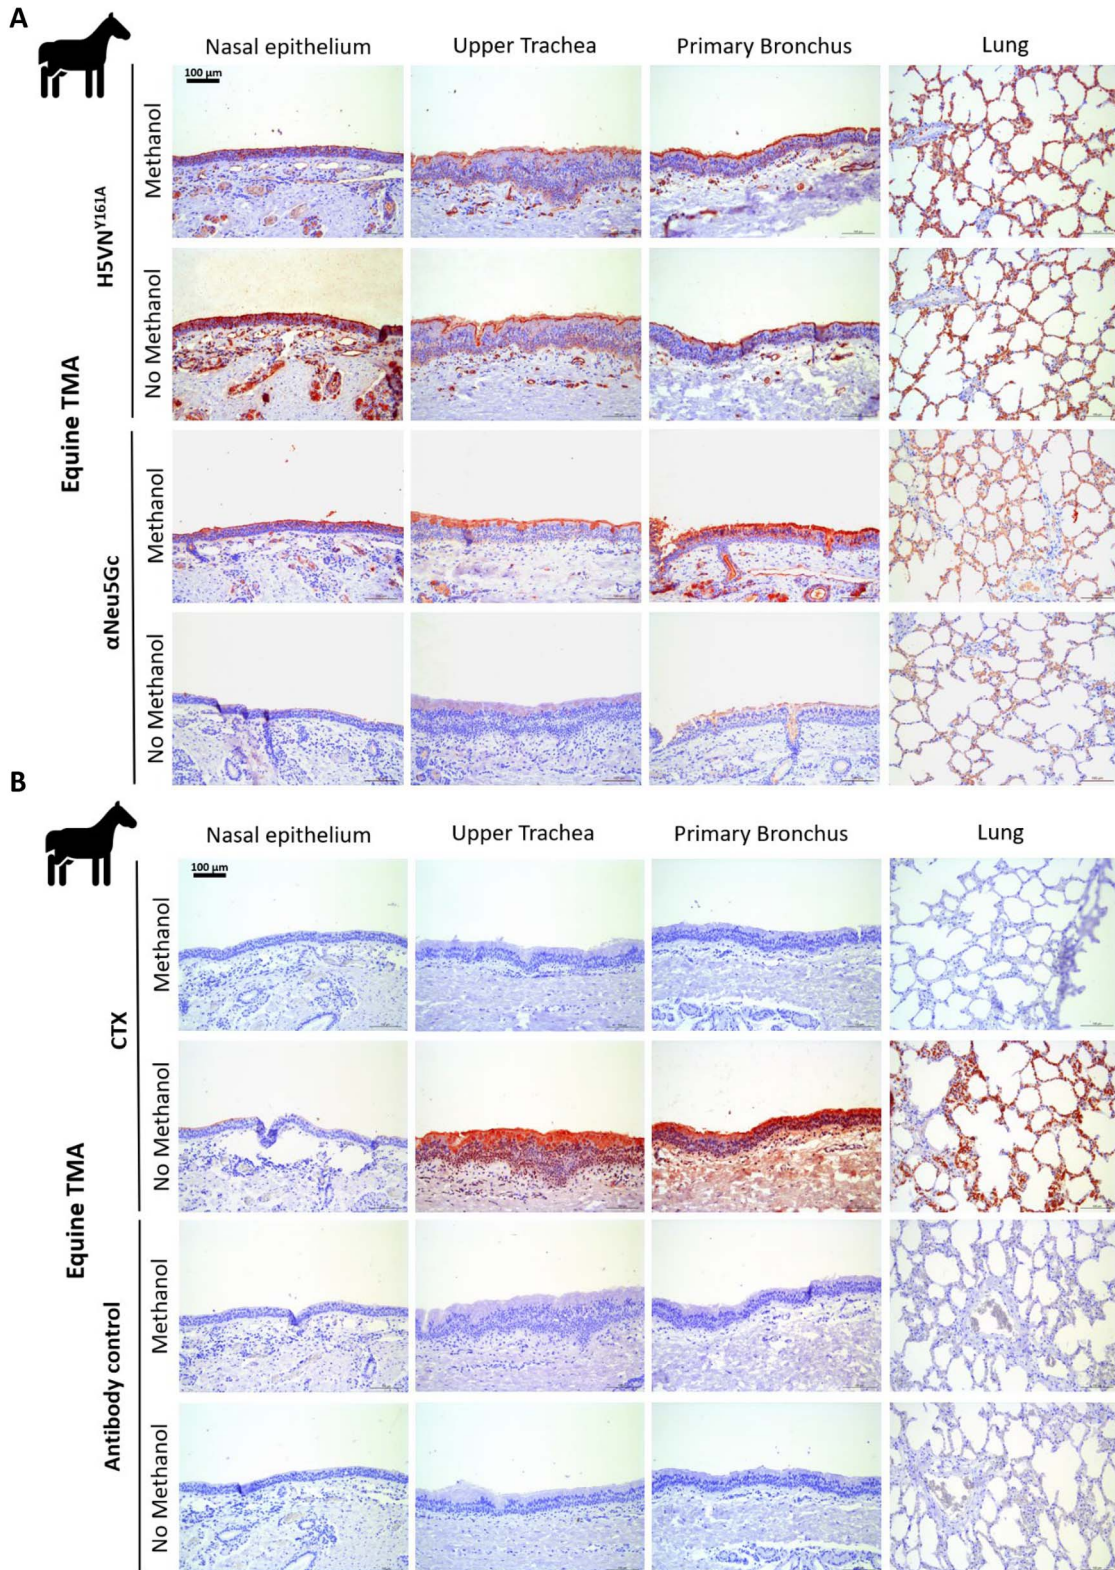 A
Nasal epithelium Upper Trachea Primary Bronchus Lung
100 µm
Equine TMA
H5VNY161A
Methanol
No Methanol
αNeu5Gc
Methanol
No Methanol
B
Nasal epithelium Upper Trachea Primary Bronchus Lung
100 µm
Equine TMA
CTX
Methanol
No Methanol
Antibody control
Methanol
No Methanol